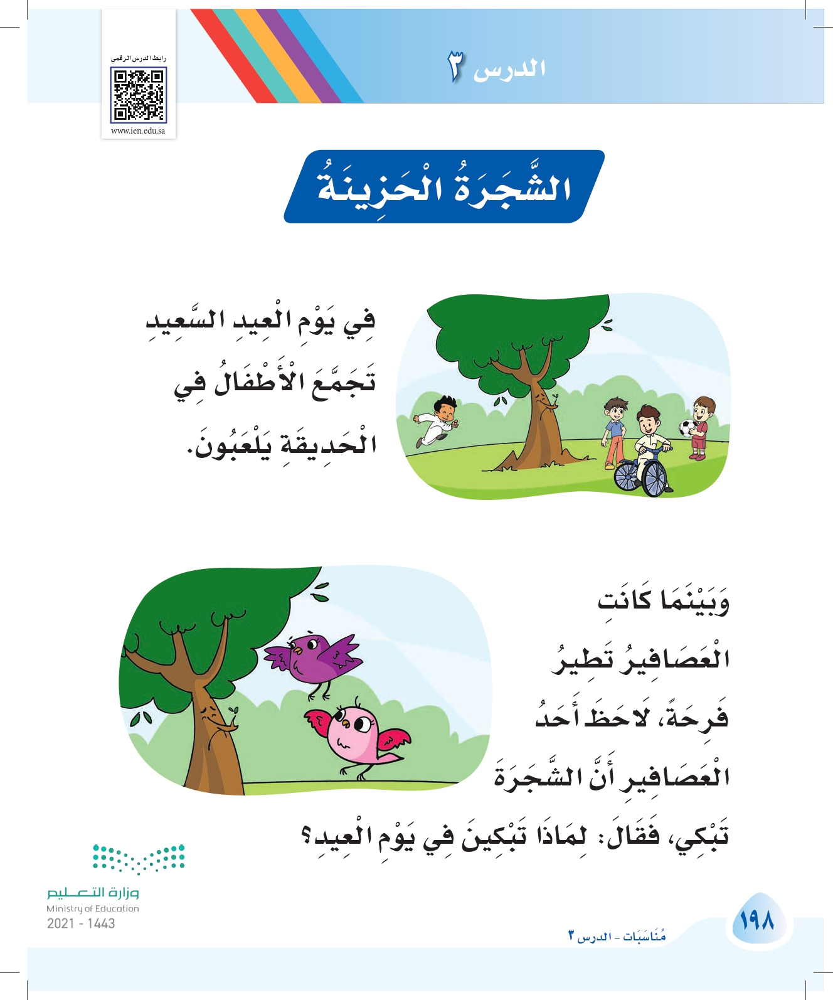 الدرس ٣
رابط الدرس الرقمي
www.ien.edu.sa
الشَّجَرَةُ الْحَزِينَةُ
فِي يَوْمِ الْعِيدِ السَّعِيدِ
تَجَمَّعَ الْأَطْفَالُ فِي
الْحَدِيقَةِ يَلْعَبُونَ.
وَبَيْنَمَا كَانَتِ
الْعَصَافِيرُ تَطِيرُ
فَرِحَةً، لَاحَظَ أَحَدُ
الْعَصَافِيرِ أَنَّ الشَّجَرَةَ
تَبْكِي، فَقَالَ: لِمَاذَا تَبْكِينَ فِي يَوْمِ الْعِيدِ؟
وزارة التعـــليم
Ministry of Education
2021 - 1443
١٩٨
مُنَاسَبَات - الدرس ٣